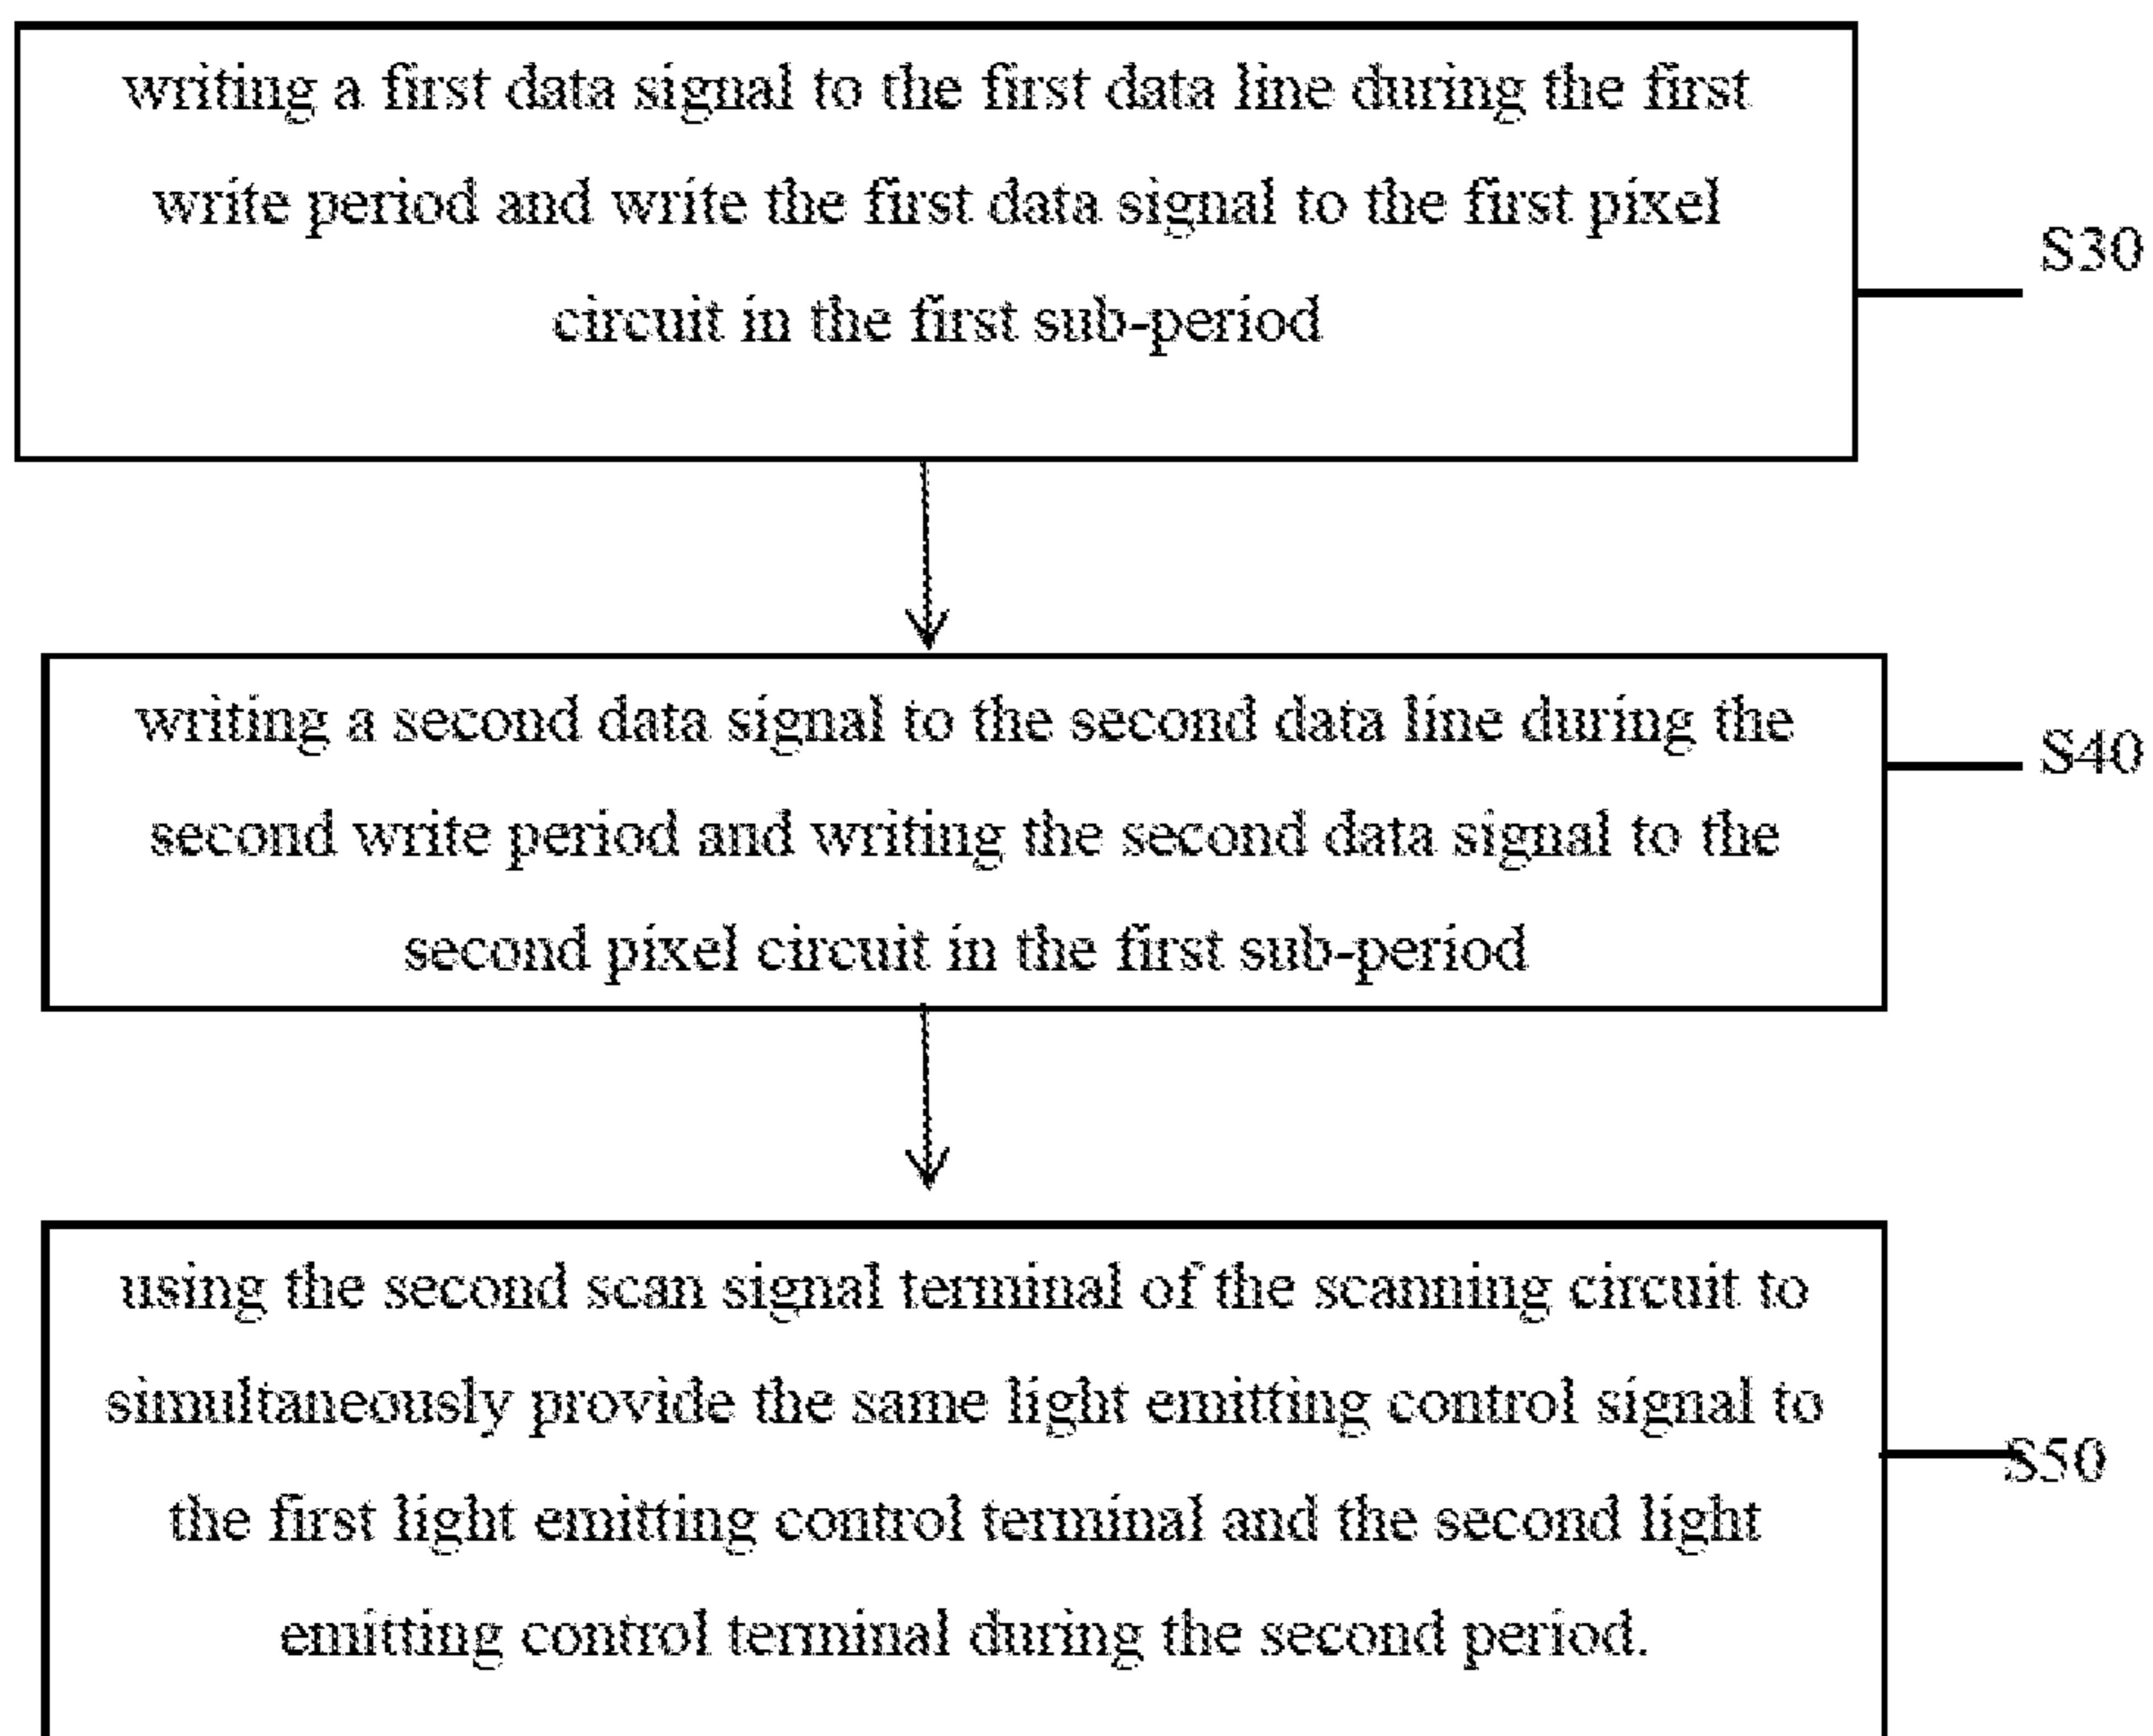 writing a first data signal to the first data line during the first
write period and write the first data signal to the first pixel
circuit in the first sub-period
S30
writing a second data signal to the second data line during the
second write period and writing the second data signal to the
second pixel circuit in the first sub-period
S40
using the second scan signal terminal of the scanning circuit to
simultaneously provide the same light emitting control signal to
the first light emitting control terminal and the second light
emitting control terminal during the second period.
S50